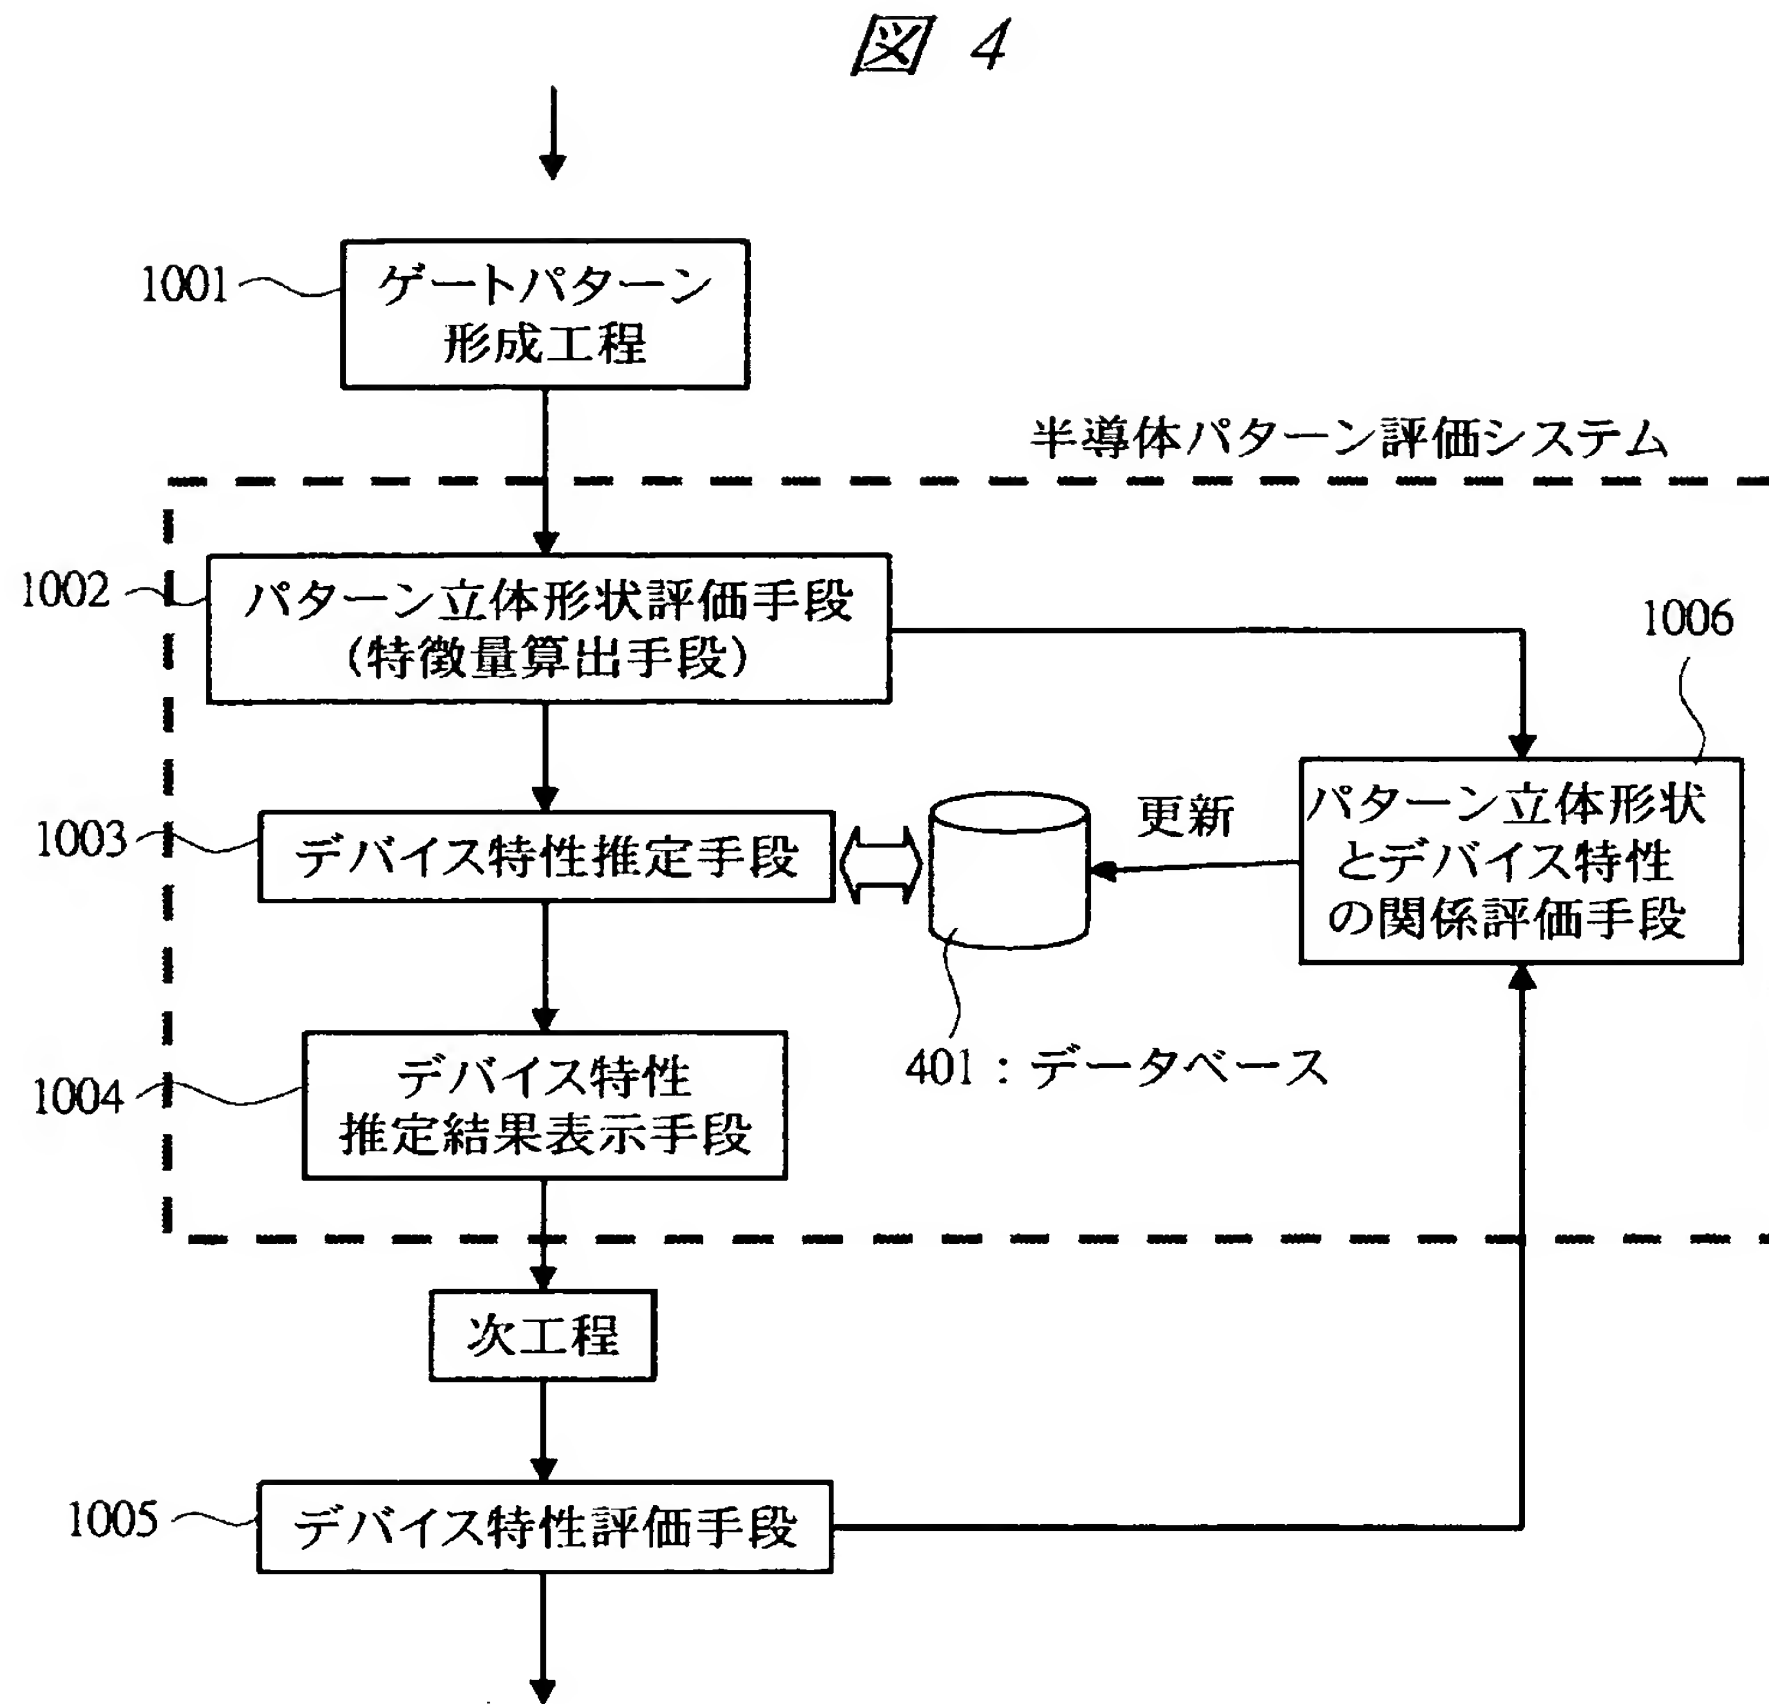 図 4
1001
ゲートパターン
形成工程
半導体パターン評価システム
1002
パターン立体形状評価手段
(特徴量算出手段)
1006
1003
デバイス特性推定手段
更新
パターン立体形状
とデバイス特性
の関係評価手段
401:データベース
1004
デバイス特性
推定結果表示手段
次工程
1005
デバイス特性評価手段